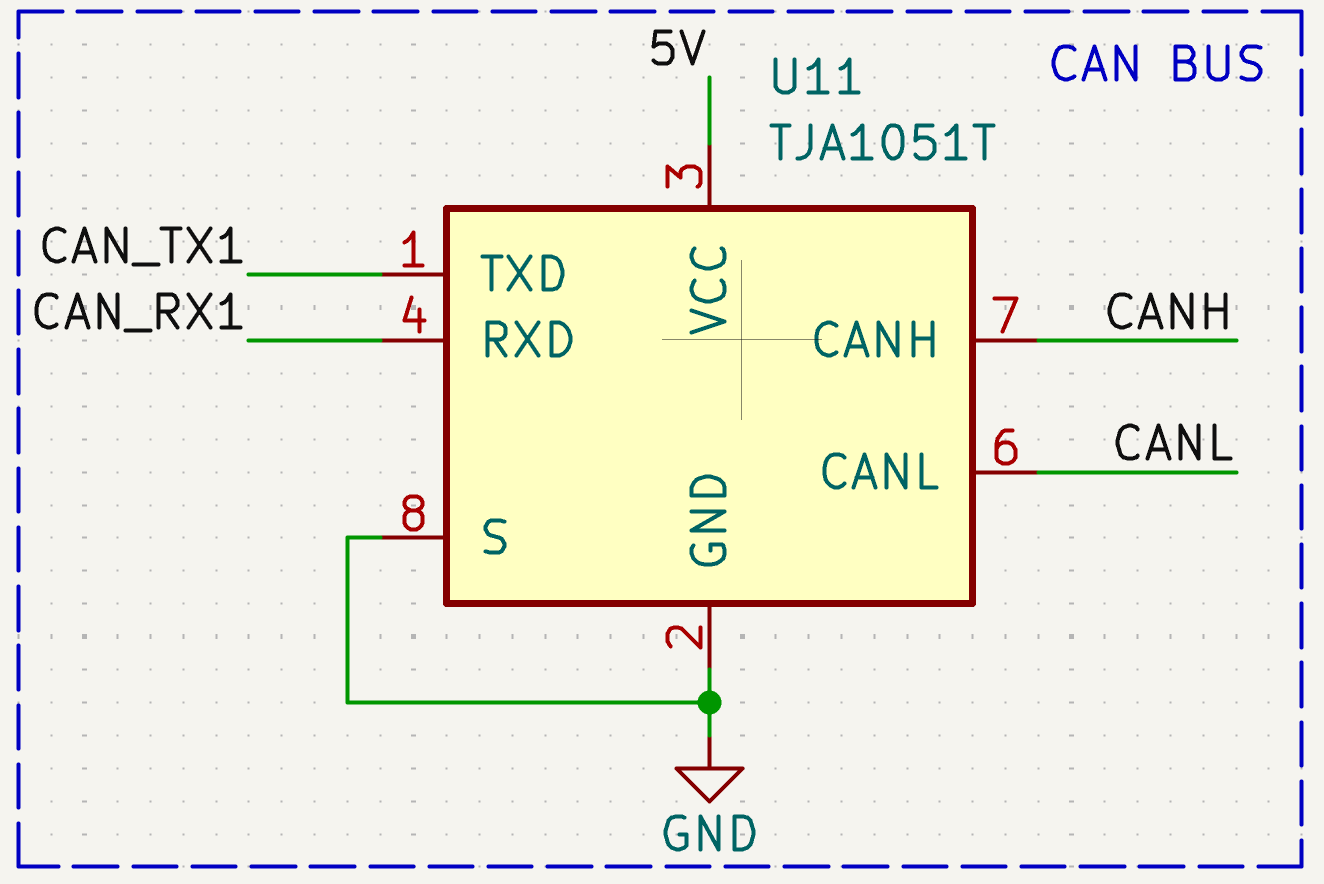 5V
CAN BUS
U11
TJA1051T
3
CAN_TX1
1
TXD
VCC
CAN_RX1
4
RXD
CANH
7
CANH
CANL
6
CANL
8
S
GND
2
GND